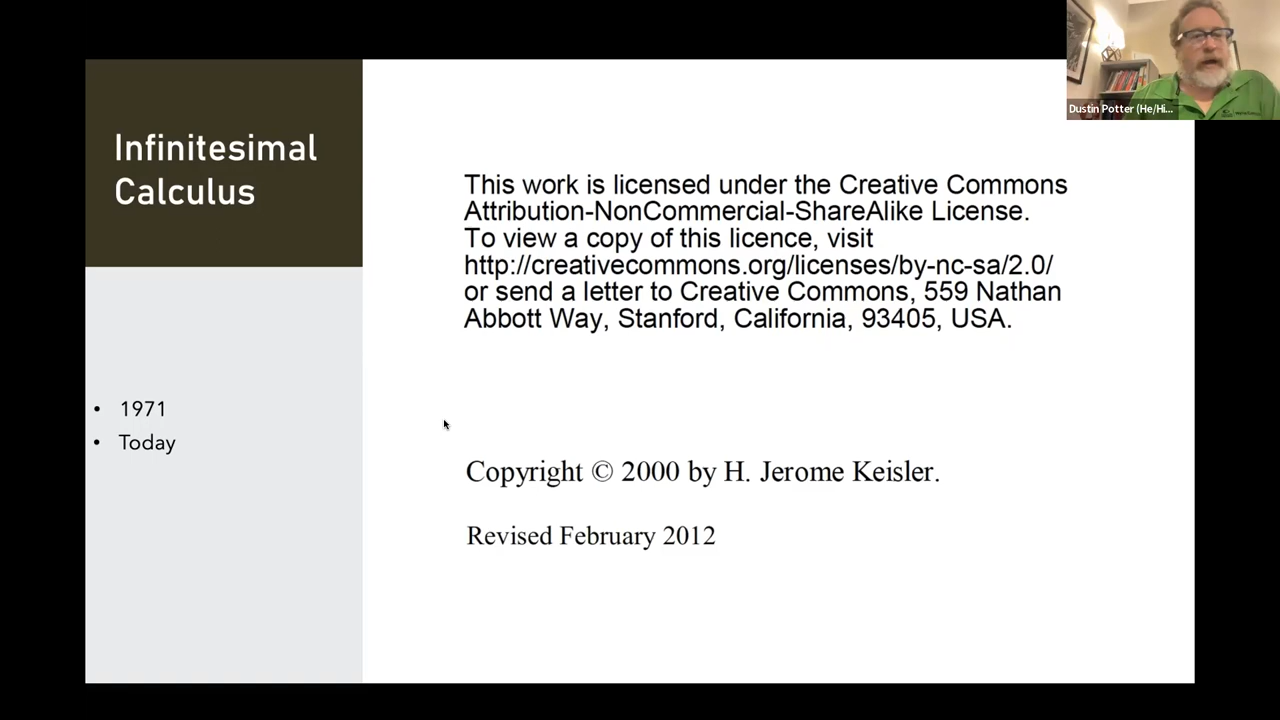 Infinitesimal
Calculus
• 1971
• Today
This work is licensed under the Creative Commons
Attribution-NonCommercial-ShareAlike License.
To view a copy of this licence, visit
http://creativecommons.org/licenses/by-nc-sa/2.0/
or send a letter to Creative Commons, 559 Nathan
Abbott Way, Stanford, California, 93405, USA.
Copyright © 2000 by H. Jerome Keisler.
Revised February 2012
Dustin Potter (He/Hi...